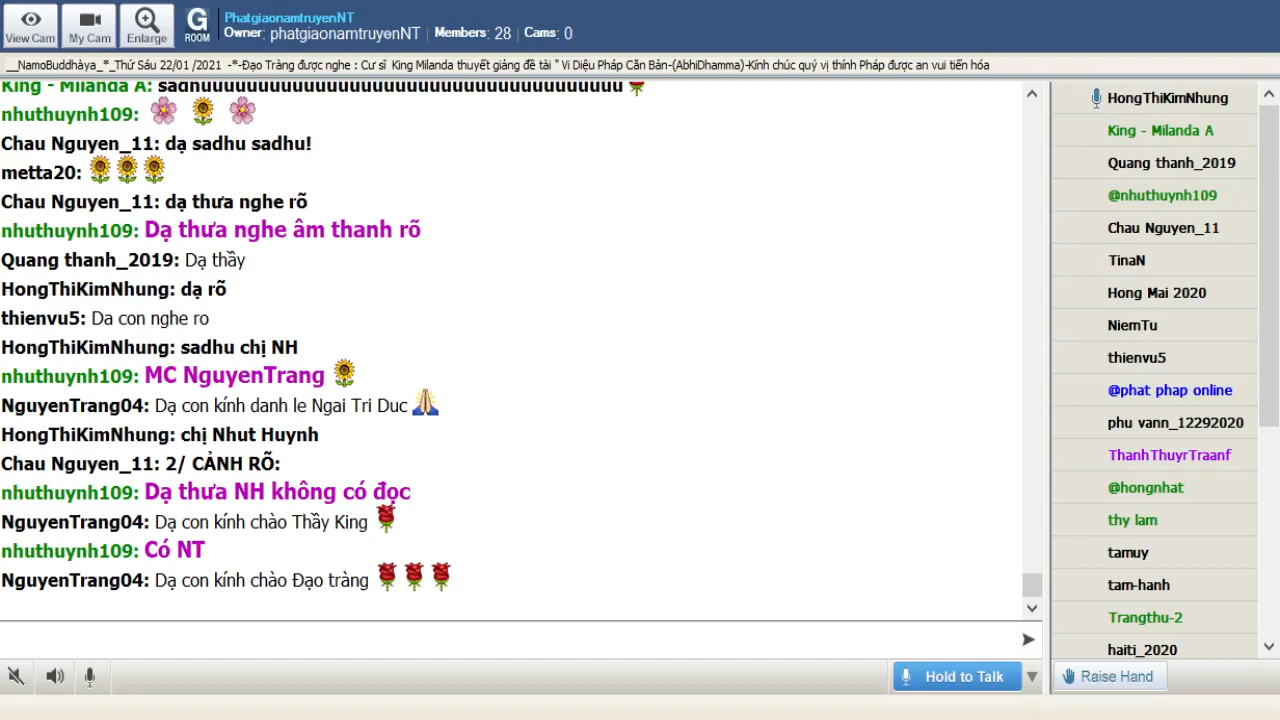 View Cam
My Cam
Enlarge
G
ROOM
PhatgiaonamtruyenNT
Owner: phatgiaonamtruyenNT | Members: 28 | Cams: 0
__NamoBuddhàya_*_Thứ Sáu 22/01 /2021 -*-Đạo Tràng được nghe : Cư sĩ King Milanda thuyết giảng đề tài " Vi Diệu Pháp Căn Bản-(AbhiDhamma)-Kính chúc quý vị thính Pháp được an vui tiến hóa
King - Milanda A: sadhuuuuuuuuuuuuuuuuuuuuuuuuuuuuuuuuuuuuu
nhuthuynh109:
Chau Nguyen_11: dạ sadhu sadhu!
metta20:
Chau Nguyen_11: dạ thưa nghe rõ
nhuthuynh109: Dạ thưa nghe âm thanh rõ
Quang thanh_2019: Dạ thầy
HongThiKimNhung: dạ rõ
thienvu5: Da con nghe ro
HongThiKimNhung: sadhu chị NH
nhuthuynh109: MC NguyenTrang
NguyenTrang04: Dạ con kính danh le Ngai Tri Duc
HongThiKimNhung: chị Nhut Huynh
Chau Nguyen_11: 2/ CẢNH RÕ:
nhuthuynh109: Dạ thưa NH không có đọc
NguyenTrang04: Dạ con kính chào Thầy King
nhuthuynh109: Có NT
NguyenTrang04: Dạ con kính chào Đạo tràng
HongThiKimNhung
King - Milanda A
Quang thanh_2019
@nhuthuynh109
Chau Nguyen_11
TinaN
Hong Mai 2020
NiemTu
thienvu5
@phat phap online
phu vann_12292020
ThanhThuyrTraanf
@hongnhat
thy lam
tamuy
tam-hanh
Trangthu-2
haiti_2020
Hold to Talk
Raise Hand